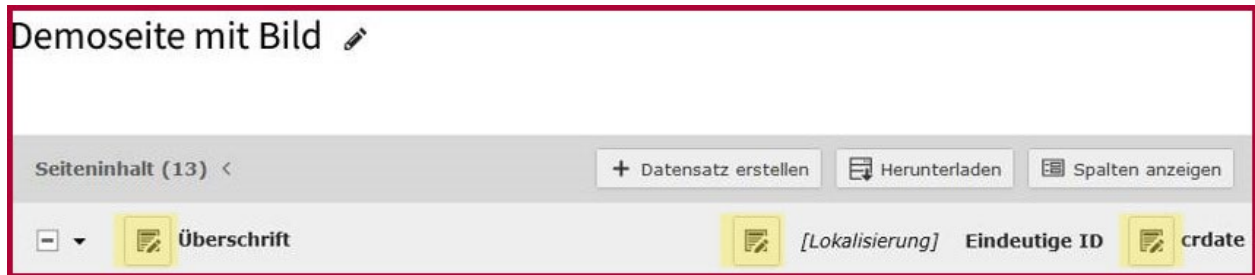 Demoseite mit Bild
Seiteninhalt (13) <
+ Datensatz erstellen
Herunterladen
Spalten anzeigen
Überschrift
[Lokalisierung] Eindeutige ID crdate